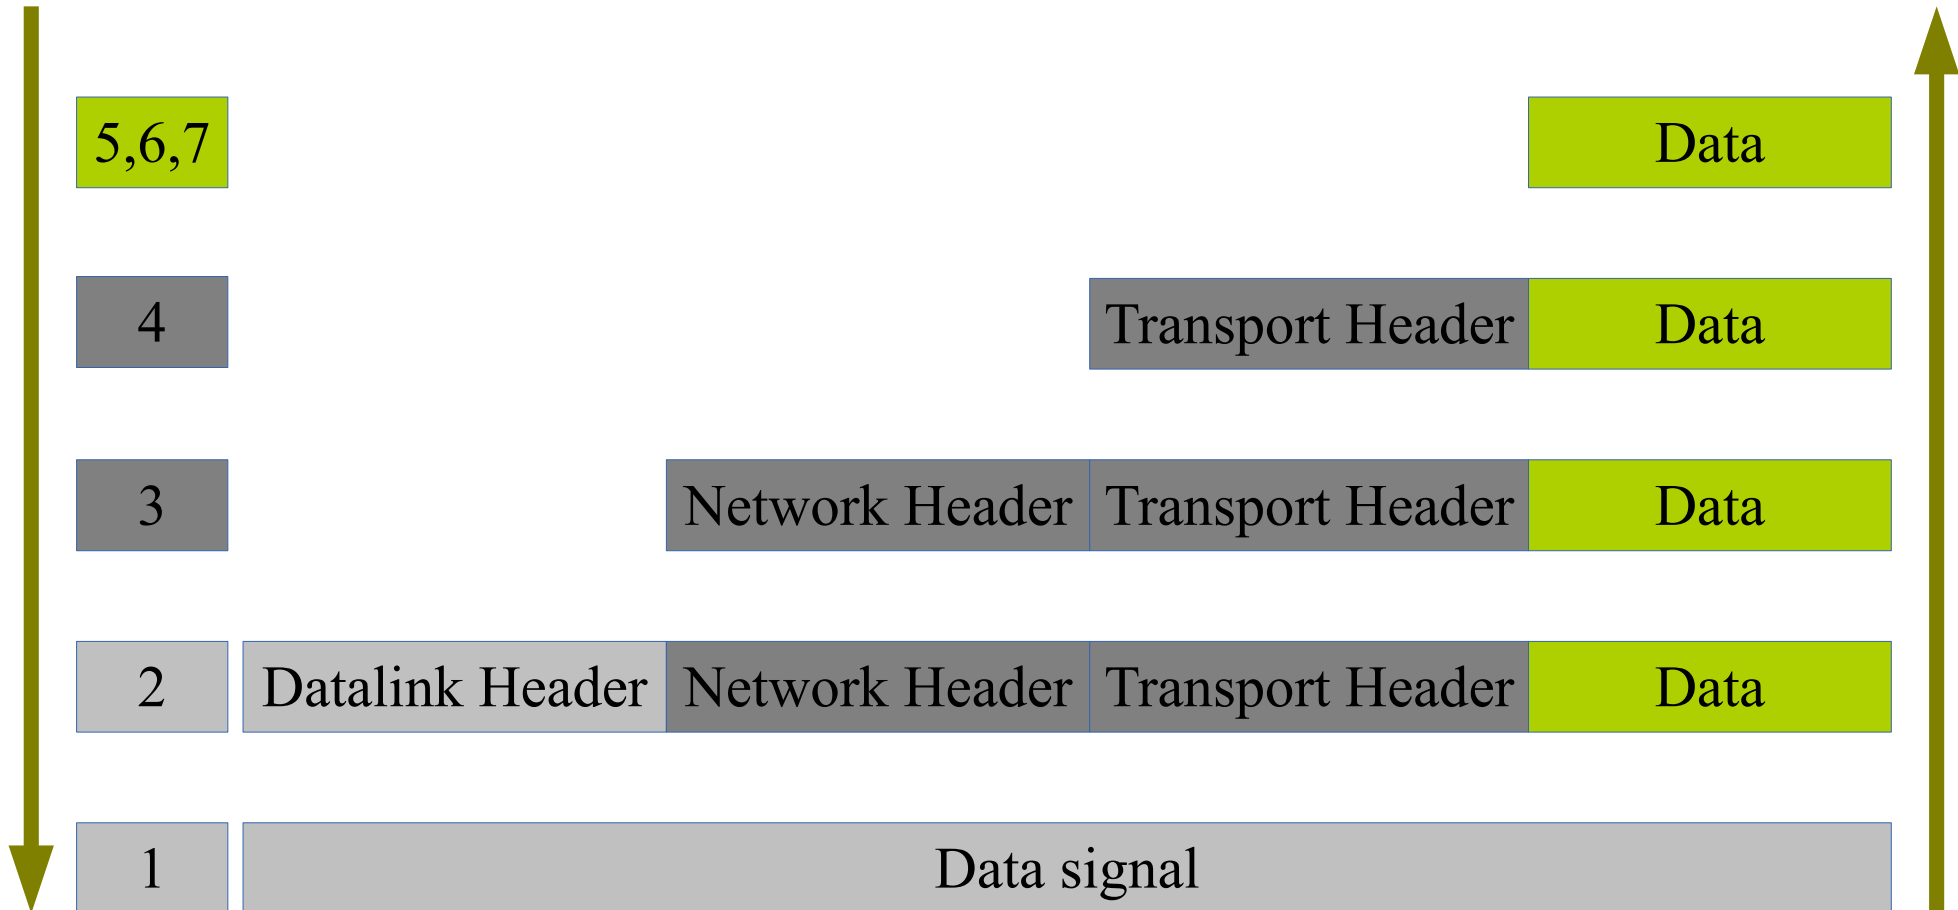 5,6,7 Data
4 Transport Header Data
3 Network Header Transport Header Data
2 Datalink Header Network Header Transport Header Data
1 Data signal